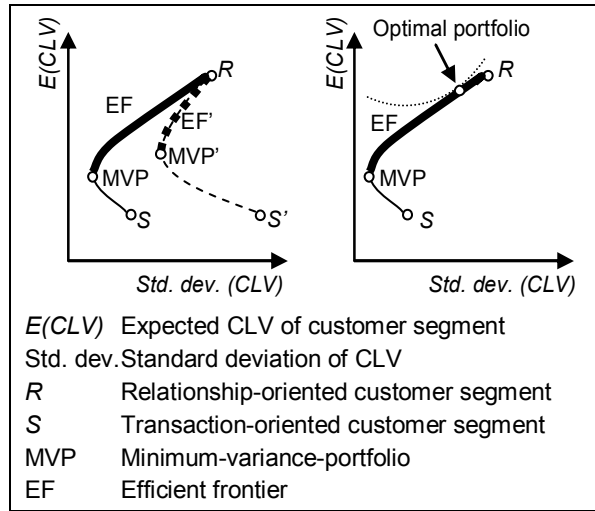 E(CLV)
R
EF
EF’
MVP’
MVP
S
S’
Std. dev. (CLV)
Optimal portfolio
E(CLV)
R
EF
MVP
S
Std. dev. (CLV)
E(CLV) Expected CLV of customer segment
Std. dev. Standard deviation of CLV
R Relationship-oriented customer segment
S Transaction-oriented customer segment
MVP Minimum-variance-portfolio
EF Efficient frontier